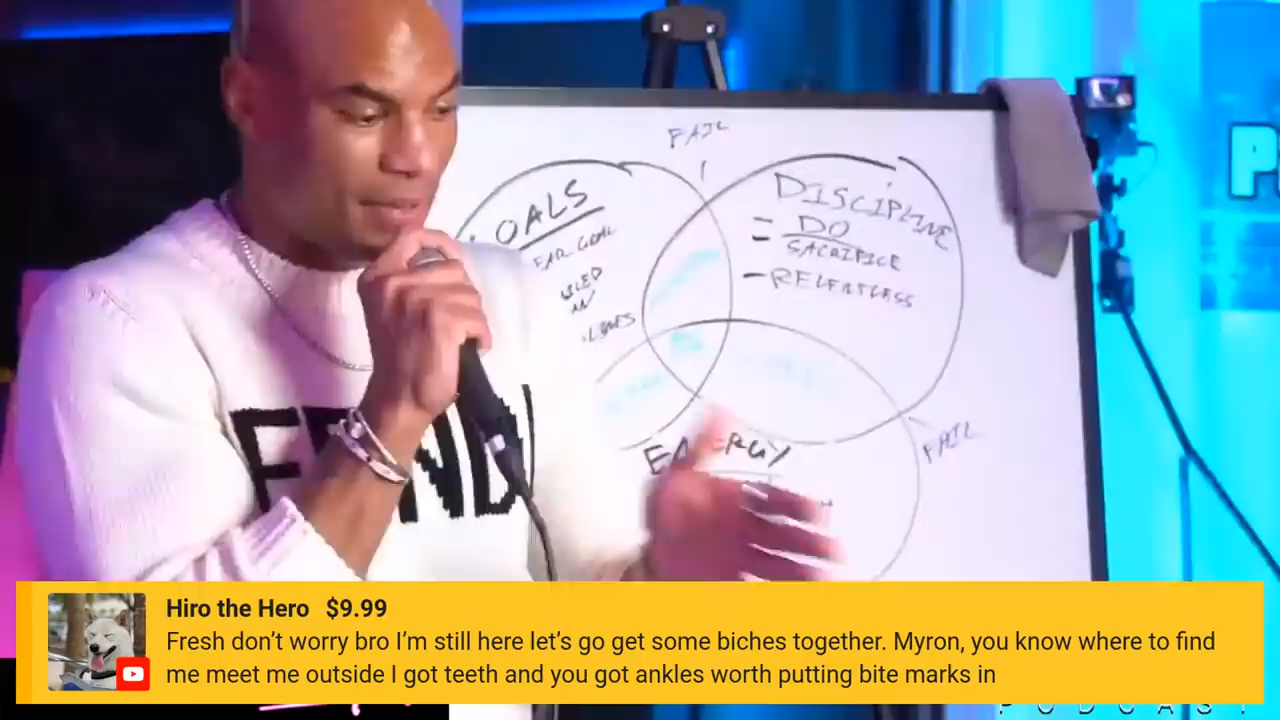 FAIL
GOALS
DISCIPLINE
= DO
SACRIFICE
- RELENTLESS
ENERGY
FAIL
FEND
Hiro the Hero $9.99
Fresh don’t worry bro I’m still here let’s go get some biches together. Myron, you know where to find
me meet me outside I got teeth and you got ankles worth putting bite marks in
PODCAST